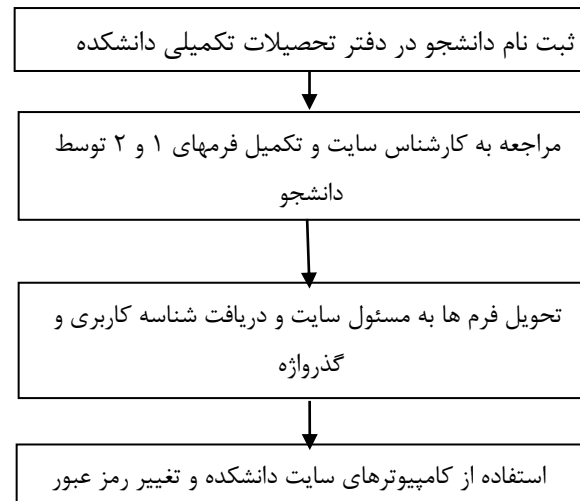 ثبت نام دانشجو در دفتر تحصیلات تکمیلی دانشکده
مراجعه به کارشناس سایت و تکمیل فرمهای ۱ و ۲ توسط
دانشجو
تحویل فرم ها به مسئول سایت و دریافت شناسه کاربری و
گذرواژه
استفاده از کامپیوترهای سایت دانشکده و تغییر رمز عبور